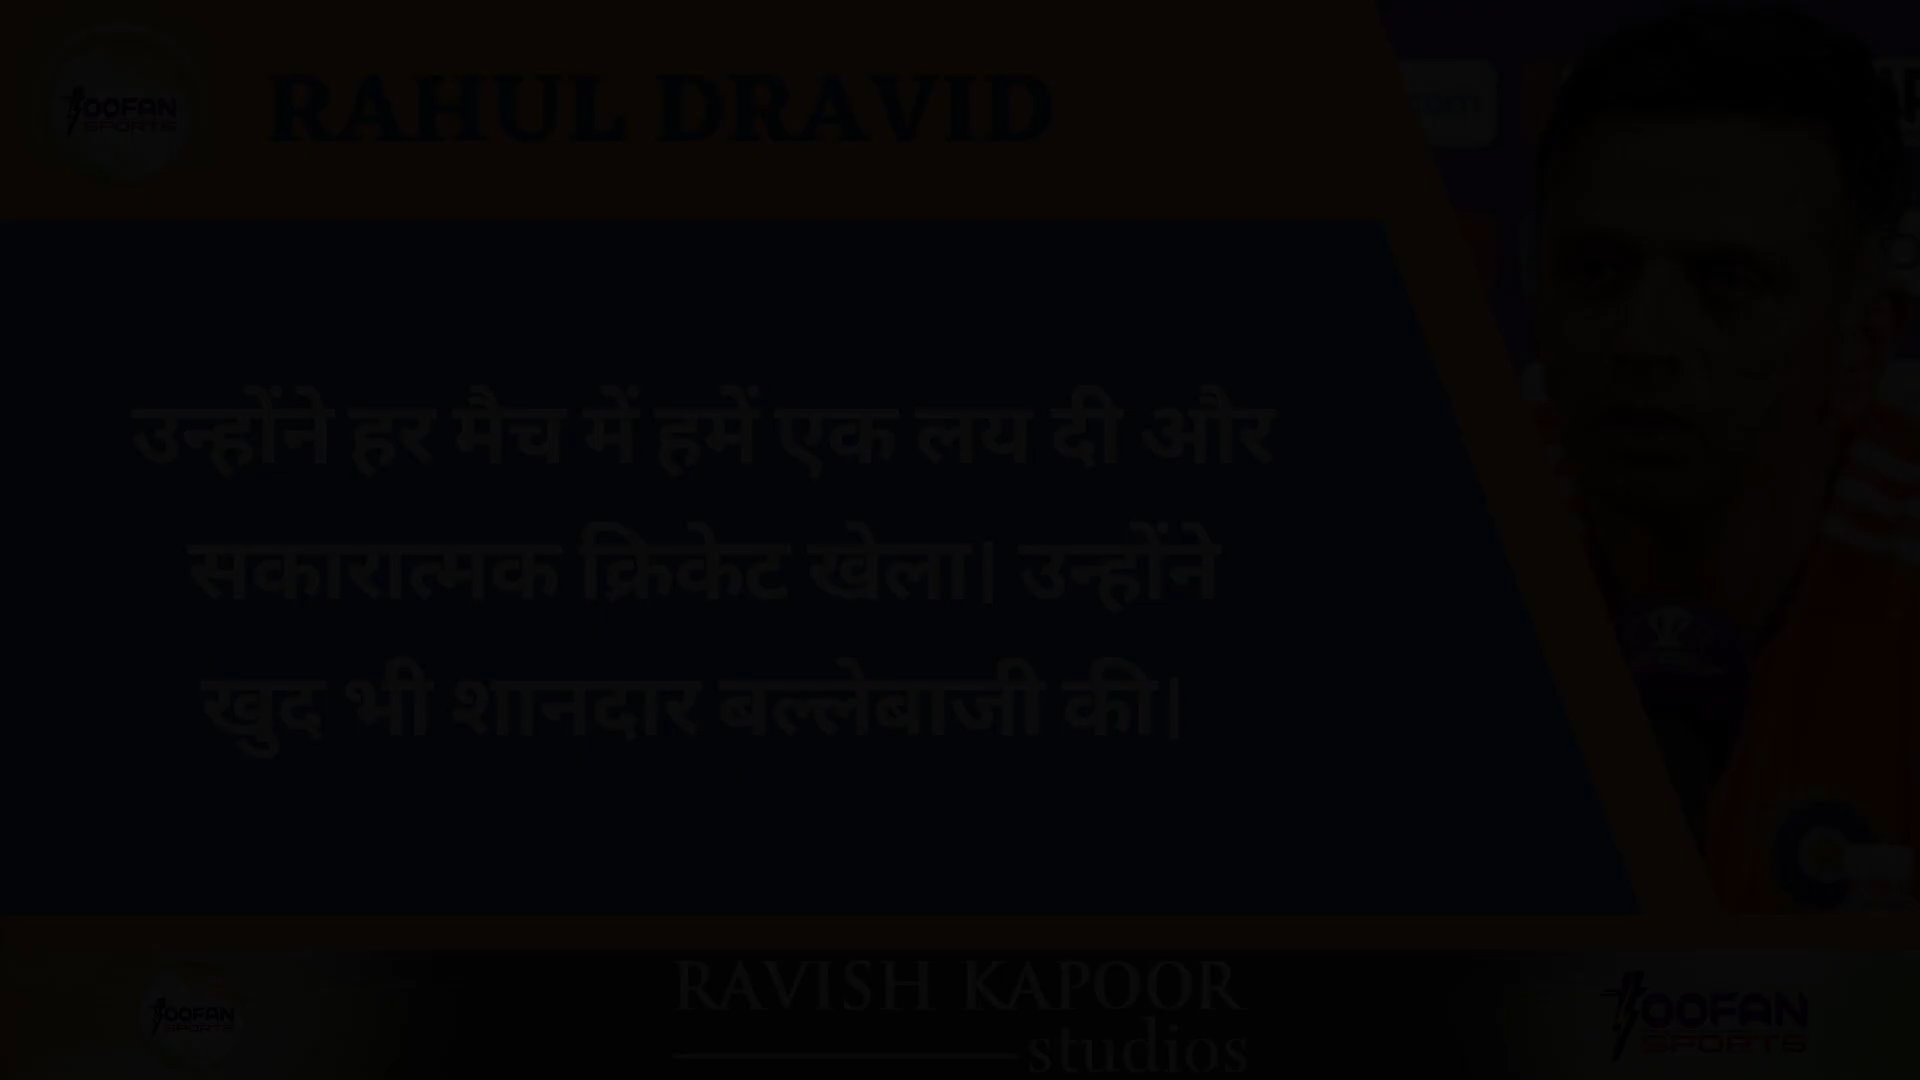 TOOFAN
SPORTS
RAHUL DRAVID
उन्होंने हर मैच में हमें एक लय दी और
सकारात्मक क्रिकेट खेला। उन्होंने
खुद भी शानदार बल्लेबाजी की।
TOOFAN
SPORTS
RAVISH KAPOOR
studios
TOOFAN
SPORTS